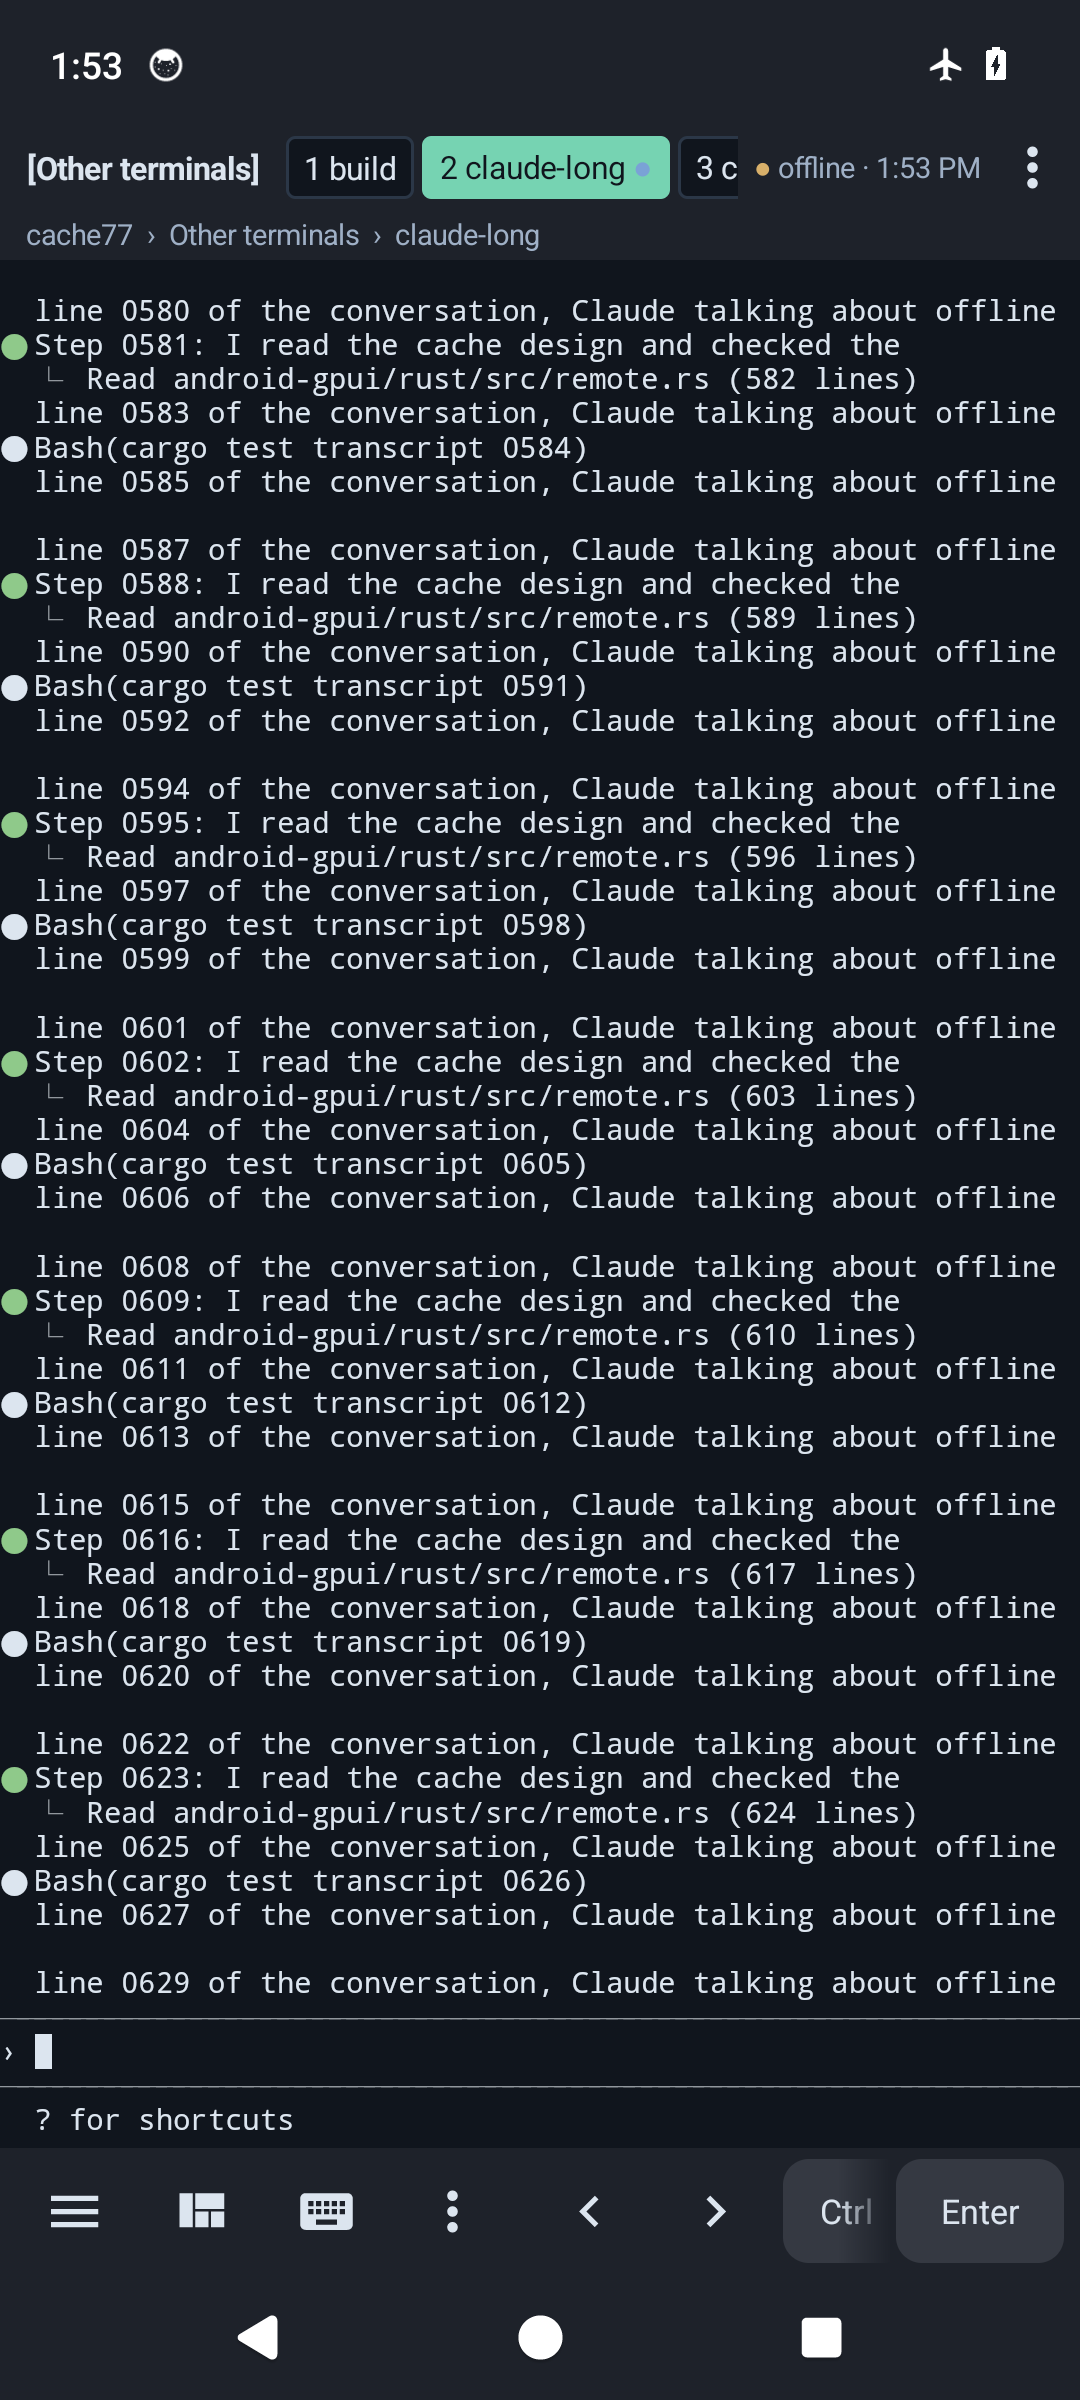 1:53
[Other terminals] 1 build 2 claude-long 3 c offline · 1:53 PM
cache77 › Other terminals › claude-long
line 0580 of the conversation, Claude talking about offline
Step 0581: I read the cache design and checked the
└ Read android-gpui/rust/src/remote.rs (582 lines)
line 0583 of the conversation, Claude talking about offline
Bash(cargo test transcript 0584)
line 0585 of the conversation, Claude talking about offline
line 0587 of the conversation, Claude talking about offline
Step 0588: I read the cache design and checked the
└ Read android-gpui/rust/src/remote.rs (589 lines)
line 0590 of the conversation, Claude talking about offline
Bash(cargo test transcript 0591)
line 0592 of the conversation, Claude talking about offline
line 0594 of the conversation, Claude talking about offline
Step 0595: I read the cache design and checked the
└ Read android-gpui/rust/src/remote.rs (596 lines)
line 0597 of the conversation, Claude talking about offline
Bash(cargo test transcript 0598)
line 0599 of the conversation, Claude talking about offline
line 0601 of the conversation, Claude talking about offline
Step 0602: I read the cache design and checked the
└ Read android-gpui/rust/src/remote.rs (603 lines)
line 0604 of the conversation, Claude talking about offline
Bash(cargo test transcript 0605)
line 0606 of the conversation, Claude talking about offline
line 0608 of the conversation, Claude talking about offline
Step 0609: I read the cache design and checked the
└ Read android-gpui/rust/src/remote.rs (610 lines)
line 0611 of the conversation, Claude talking about offline
Bash(cargo test transcript 0612)
line 0613 of the conversation, Claude talking about offline
line 0615 of the conversation, Claude talking about offline
Step 0616: I read the cache design and checked the
└ Read android-gpui/rust/src/remote.rs (617 lines)
line 0618 of the conversation, Claude talking about offline
Bash(cargo test transcript 0619)
line 0620 of the conversation, Claude talking about offline
line 0622 of the conversation, Claude talking about offline
Step 0623: I read the cache design and checked the
└ Read android-gpui/rust/src/remote.rs (624 lines)
line 0625 of the conversation, Claude talking about offline
Bash(cargo test transcript 0626)
line 0627 of the conversation, Claude talking about offline
line 0629 of the conversation, Claude talking about offline
›
? for shortcuts
Ctrl Enter